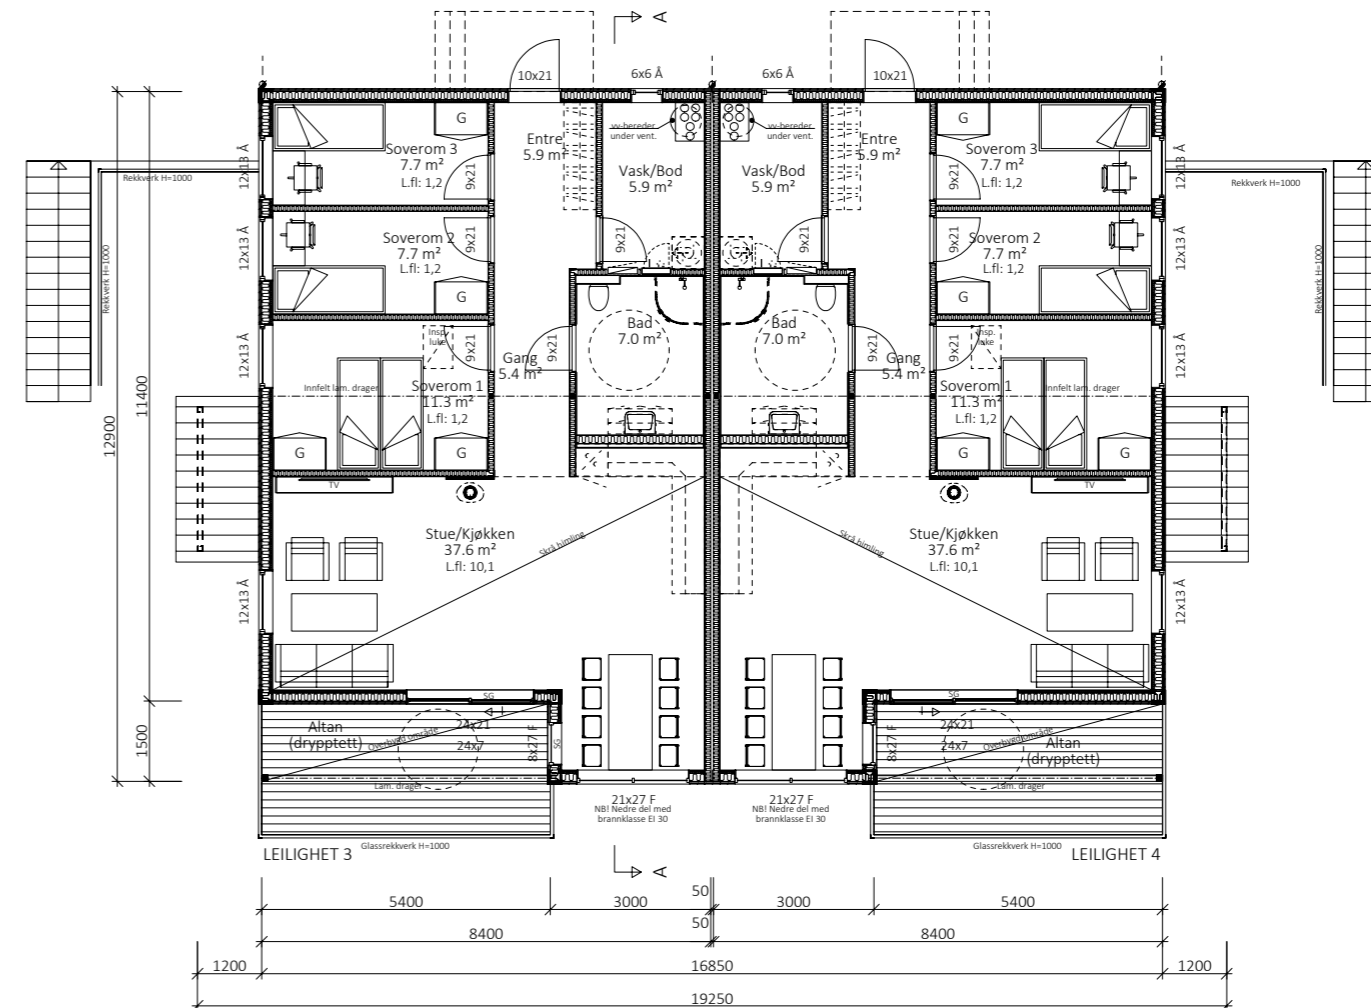 A
10x21
6x6 Å
6x6 Å
10x21
G
vv-bereder
under vent.
vv-bereder
under vent.
G
Entre
5.9 m²
Entre
5.9 m²
Soverom 3
7.7 m²
L.fl: 1,2
Vask/Bod
5.9 m²
Vask/Bod
5.9 m²
Soverom 3
7.7 m²
L.fl: 1,2
12x13 Å
9x21
9x21
12x13 Å
Rekkverk H=1000
Rekkverk H=1000
Rekkverk H=1000
Rekkverk H=1000
Soverom 2
7.7 m²
L.fl: 1,2
Soverom 2
7.7 m²
L.fl: 1,2
12x13 Å
9x21
9x21
9x21
9x21
12x13 Å
G
G
Bad
7.0 m²
Bad
7.0 m²
Insp.
luke
Insp.
luke
12x13 Å
9x21
9x21
9x21
9x21
12x13 Å
Gang
5.4 m²
Gang
5.4 m²
Innfelt lam. drager
Innfelt lam. drager
Soverom 1
11.3 m²
L.fl: 1,2
Soverom 1
11.3 m²
L.fl: 1,2
G
G
G
G
TV
TV
12900
11400
1500
Stue/Kjøkken
37.6 m²
L.fl: 10,1
Stue/Kjøkken
37.6 m²
L.fl: 10,1
Skrå himling
Skrå himling
12x13 Å
12x13 Å
SG
SG
Altan
(drypptett)
Altan
(drypptett)
Overbygd område
Overbygd område
24x21
24x7
24x21
24x7
SG
8x27 F
8x27 F
Lam. drager
Lam. drager
21x27 F
NB! Nedre del med
brannklasse EI 30
21x27 F
NB! Nedre del med
brannklasse EI 30
Glassrekkverk H=1000
Glassrekkverk H=1000
LEILIGHET 3
LEILIGHET 4
A
50
5400
3000
3000
5400
50
8400
8400
1200
16850
1200
19250